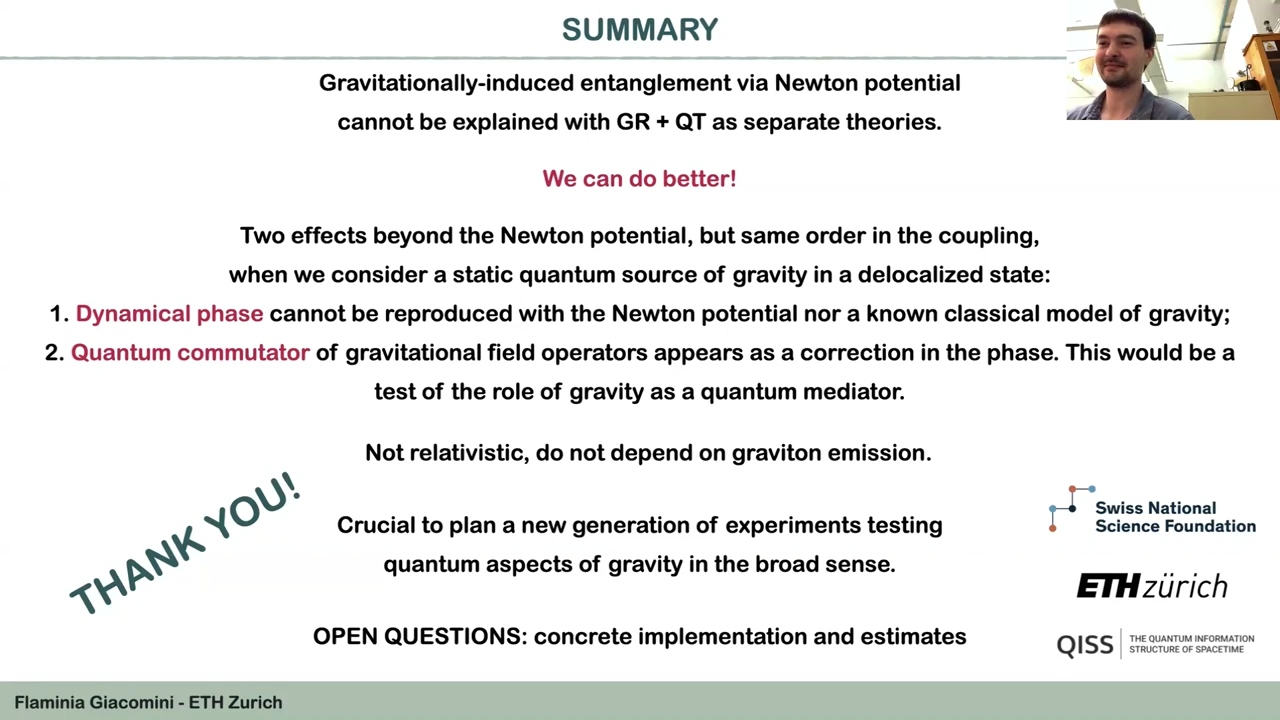 SUMMARY
Gravitationally-induced entanglement via Newton potential
cannot be explained with GR + QT as separate theories.
We can do better!
Two effects beyond the Newton potential, but same order in the coupling,
when we consider a static quantum source of gravity in a delocalized state:
1. Dynamical phase cannot be reproduced with the Newton potential nor a known classical model of gravity;
2. Quantum commutator of gravitational field operators appears as a correction in the phase. This would be a
test of the role of gravity as a quantum mediator.
Not relativistic, do not depend on graviton emission.
THANK YOU!
Crucial to plan a new generation of experiments testing
quantum aspects of gravity in the broad sense.
OPEN QUESTIONS: concrete implementation and estimates
Swiss National
Science Foundation
ETH zürich
QISS | THE QUANTUM INFORMATION
STRUCTURE OF SPACETIME
Flaminia Giacomini - ETH Zurich